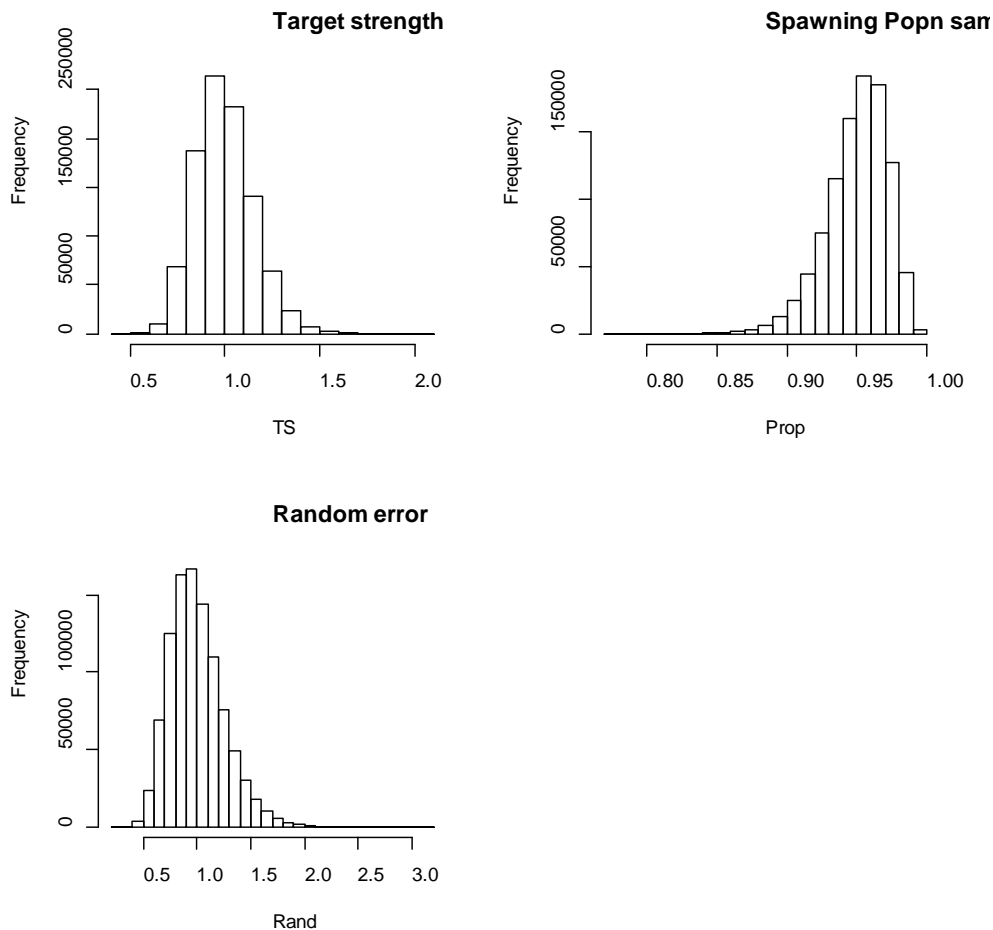 Target strength
Frequency
0
50000
150000
250000
0.5 1.0 1.5 2.0
TS
Spawning Popn sam
Frequency
0
50000
150000
0.80 0.85 0.90 0.95 1.00
Prop
Random error
Frequency
0
50000
100000
0.5 1.0 1.5 2.0 2.5 3.0
Rand